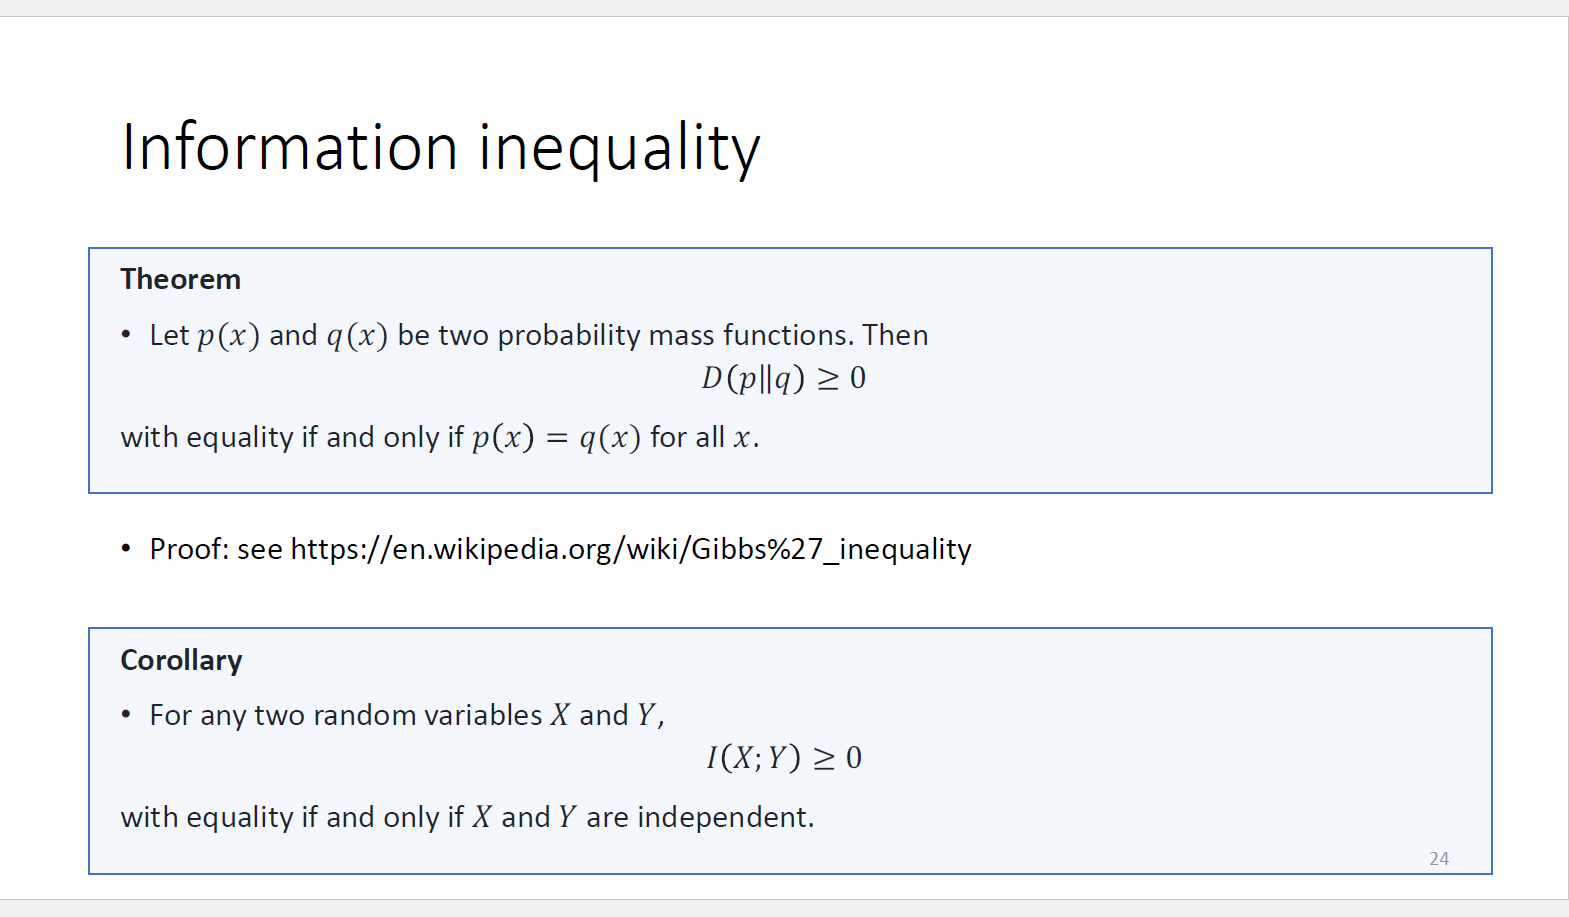 Information inequality
Theorem
• Let p(x) and q(x) be two probability mass functions. Then
D(p‖q) ≥ 0
with equality if and only if p(x) = q(x) for all x.
• Proof: see https://en.wikipedia.org/wiki/Gibbs%27_inequality
Corollary
• For any two random variables X and Y,
I(X; Y) ≥ 0
with equality if and only if X and Y are independent.
24